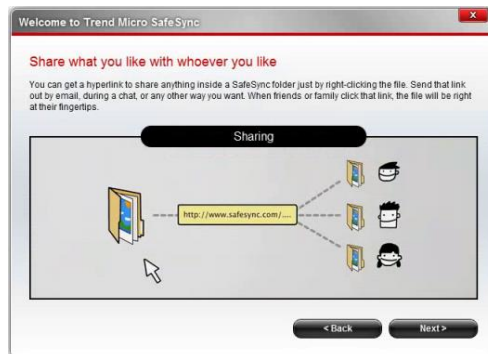 Welcome to Trend Micro SafeSync
Share what you like with whoever you like
You can get a hyperlink to share anything inside a SafeSync folder just by right-clicking the file. Send that link
out by email, during a chat, or any other way you want. When friends or family click that link, the file will be right
at their fingertips.
Sharing
http://www.safesync.com/....
< Back
Next >